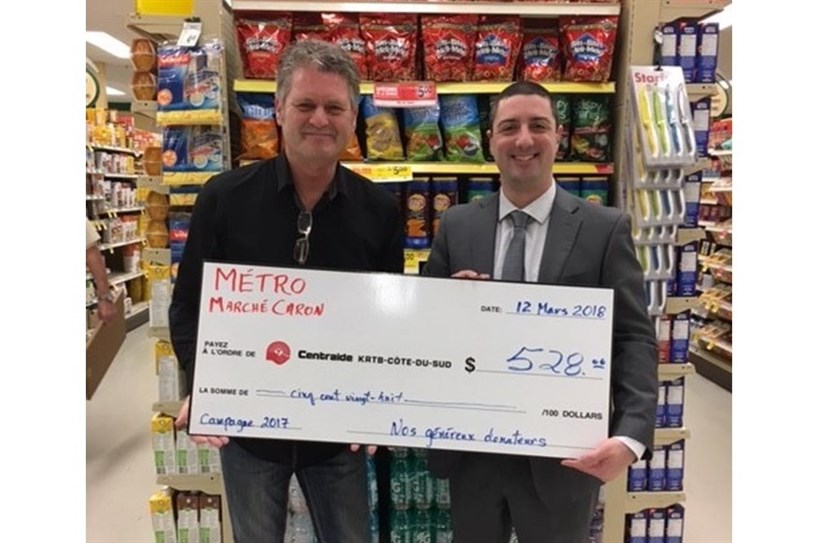 MÉTRO
MARCHÉ CARON
DATE: 12 Mars 2018
PAYEZ
À L'ORDRE DE Centraide KRTB-CÔTE-DU-SUD $ 528.00
LA SOMME DE cinq cent vingt-huit /100 DOLLARS
Campagne 2017 Nos généreux donateurs